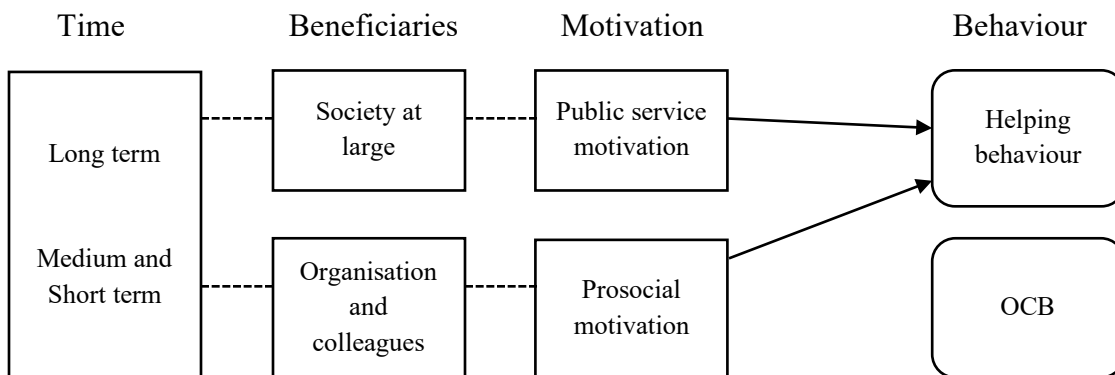 Time Beneficiaries Motivation Behaviour
Long term
Medium and
Short term
Society at
large
Organisation
and
colleagues
Public service
motivation
Prosocial
motivation
Helping
behaviour
OCB